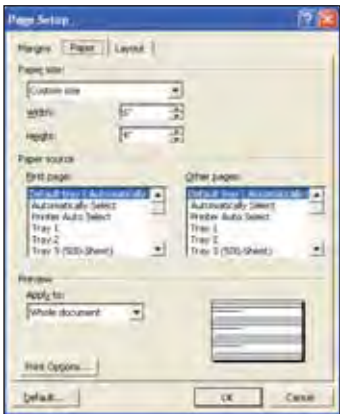 Page Setup
Margins Paper Layout
Paper size:
Custom size
Width: 6"
Height: 4"
Paper source
First page: Other pages:
Default tray (Automatically Default tray (Automatically
Automatically Select Automatically Select
Printer Auto Select Printer Auto Select
Tray 1 Tray 1
Tray 2 Tray 2
Tray 3 (500-Sheet) Tray 3 (500-Sheet)
Preview
Apply to:
Whole document
Print Options...
Default... OK Cancel